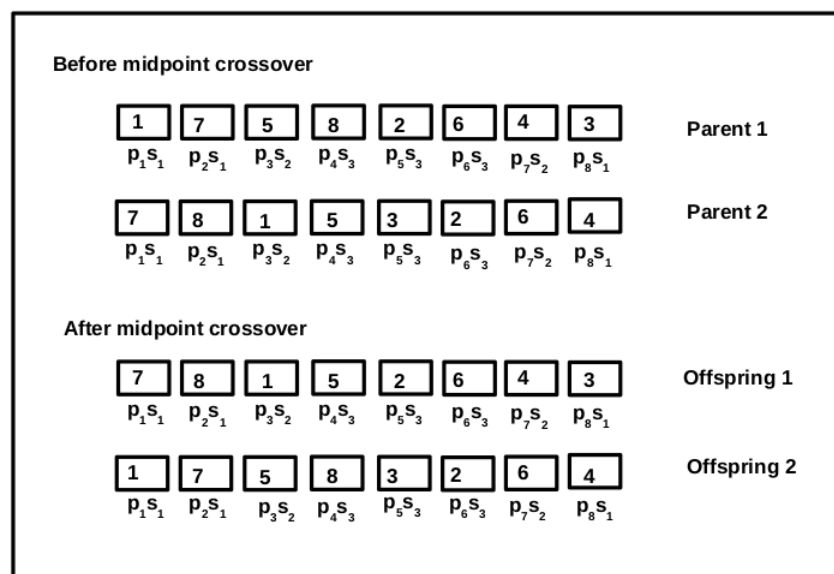 Before midpoint crossover
1 7 5 8 2 6 4 3 Parent 1
p₁s₁ p₂s₁ p₃s₂ p₄s₃ p₅s₃ p₆s₃ p₇s₂ p₈s₁
7 8 1 5 3 2 6 4 Parent 2
p₁s₁ p₂s₁ p₃s₂ p₄s₃ p₅s₃ p₆s₃ p₇s₂ p₈s₁
After midpoint crossover
7 8 1 5 2 6 4 3 Offspring 1
p₁s₁ p₂s₁ p₃s₂ p₄s₃ p₅s₃ p₆s₃ p₇s₂ p₈s₁
1 7 5 8 3 2 6 4 Offspring 2
p₁s₁ p₂s₁ p₃s₂ p₄s₃ p₅s₃ p₆s₃ p₇s₂ p₈s₁